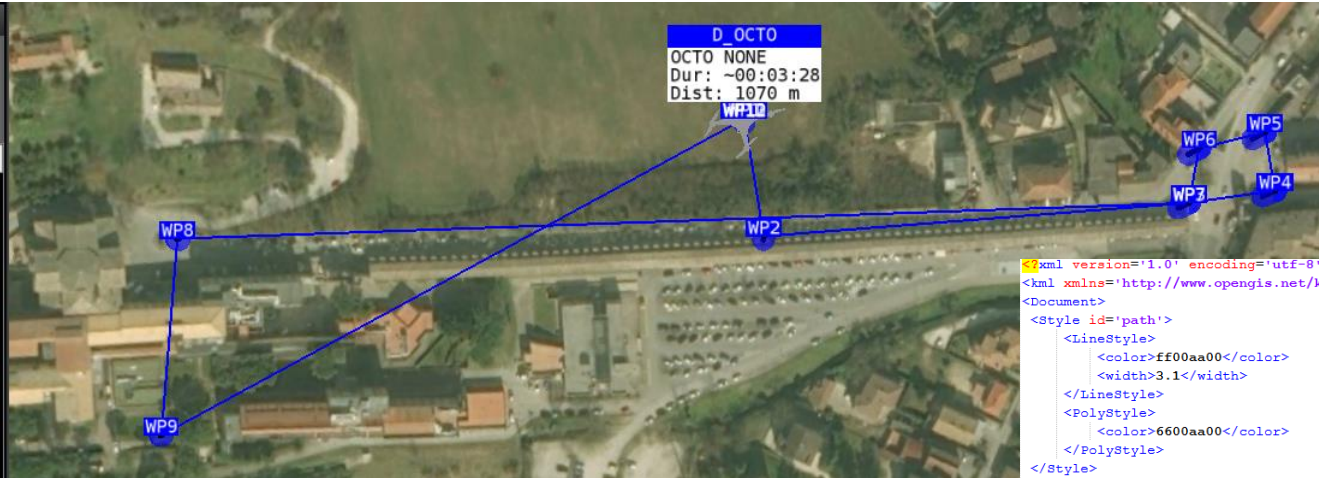 D_OCTO
OCTO NONE
Dur: ~00:03:28
Dist: 1070 m
WP5
WP6
WP4
WP8
WP2
WP9
<?xml version='1.0' encoding='utf-8'
<kml xmlns='http://www.opengis.net/k
<Document>
<Style id='path'>
<LineStyle>
<color>ff00aa00</color>
<width>3.1</width>
</LineStyle>
<PolyStyle>
<color>6600aa00</color>
</PolyStyle>
</Style>